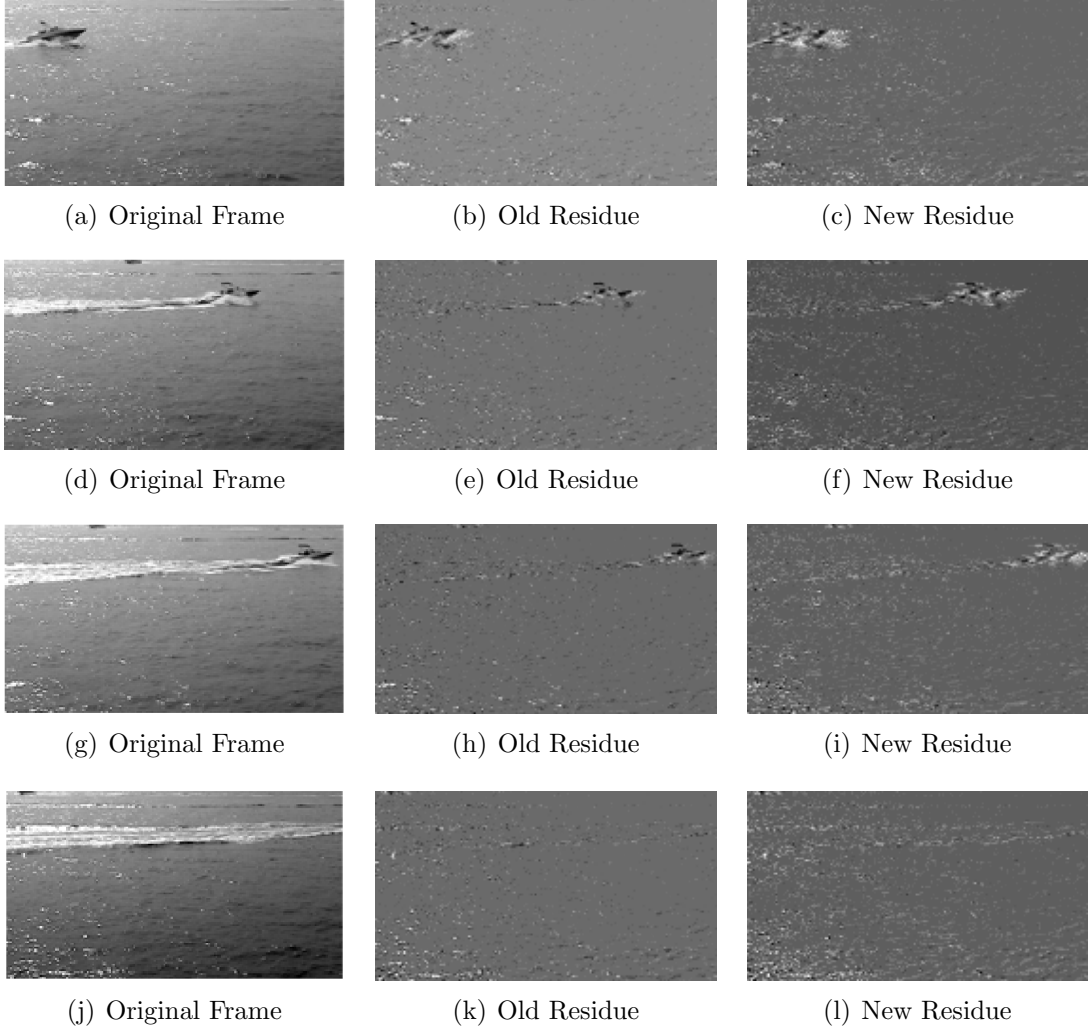 (a) Original Frame
(b) Old Residue
(c) New Residue
(d) Original Frame
(e) Old Residue
(f) New Residue
(g) Original Frame
(h) Old Residue
(i) New Residue
(j) Original Frame
(k) Old Residue
(l) New Residue